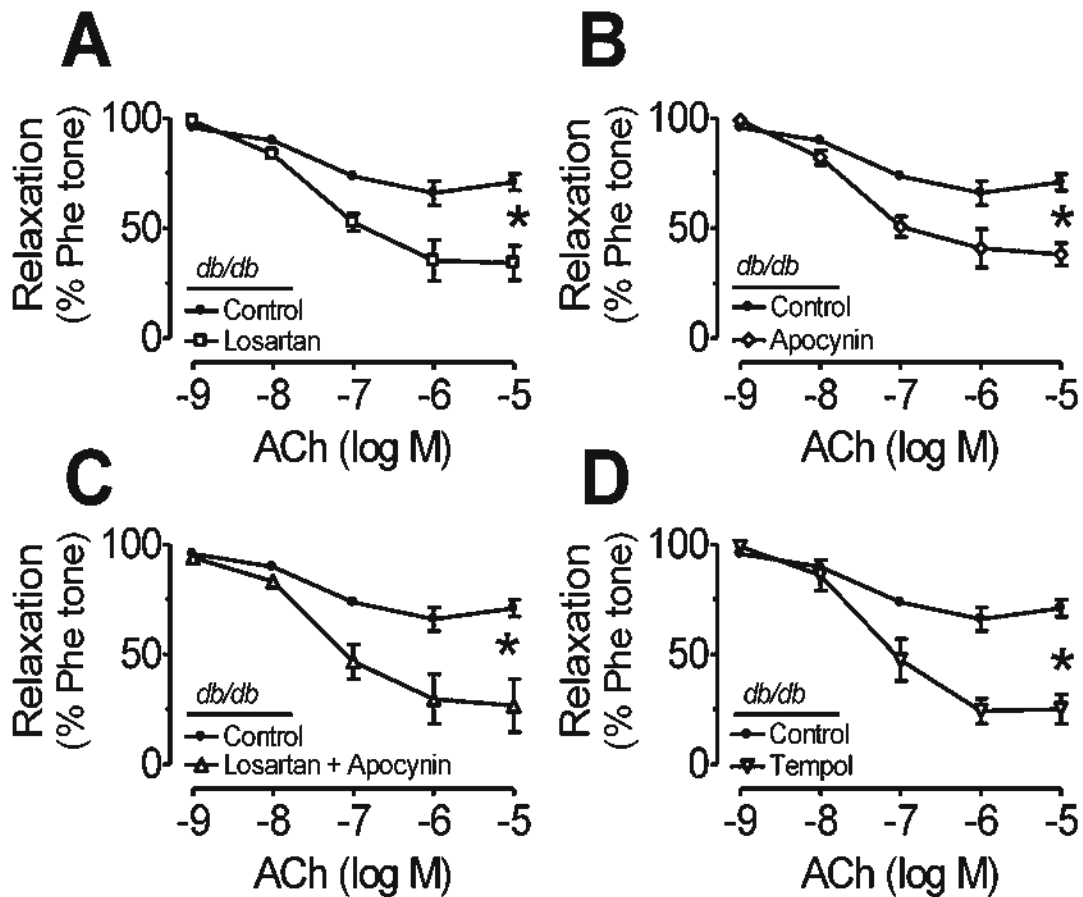 A
Relaxation
(% Phe tone)
100
50
0
db/db
Control
Losartan
*
-9 -8 -7 -6 -5
ACh (log M)
B
Relaxation
(% Phe tone)
100
50
0
db/db
Control
Apocynin
*
-9 -8 -7 -6 -5
ACh (log M)
C
Relaxation
(% Phe tone)
100
50
0
db/db
Control
Losartan + Apocynin
*
-9 -8 -7 -6 -5
ACh (log M)
D
Relaxation
(% Phe tone)
100
50
0
db/db
Control
Tempol
*
-9 -8 -7 -6 -5
ACh (log M)